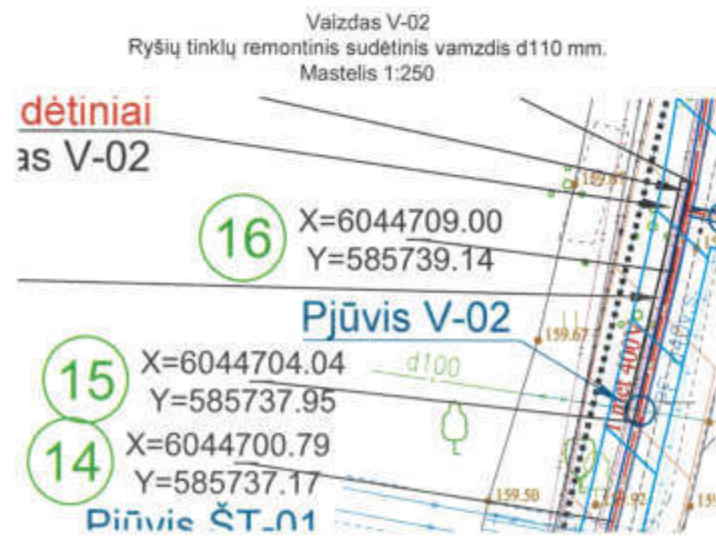 Vaizdas V-02
Ryšių tinklų remontinis sudėtinis vamzdis d110 mm.
Mastelis 1:250
dėtiniai
as V-02
16
X=6044709.00
Y=585739.14
Pjūvis V-02
159.67
d100
15
X=6044704.04
Y=585737.95
14
X=6044700.79
Y=585737.17
159.50
Pjūvis ŠT-01